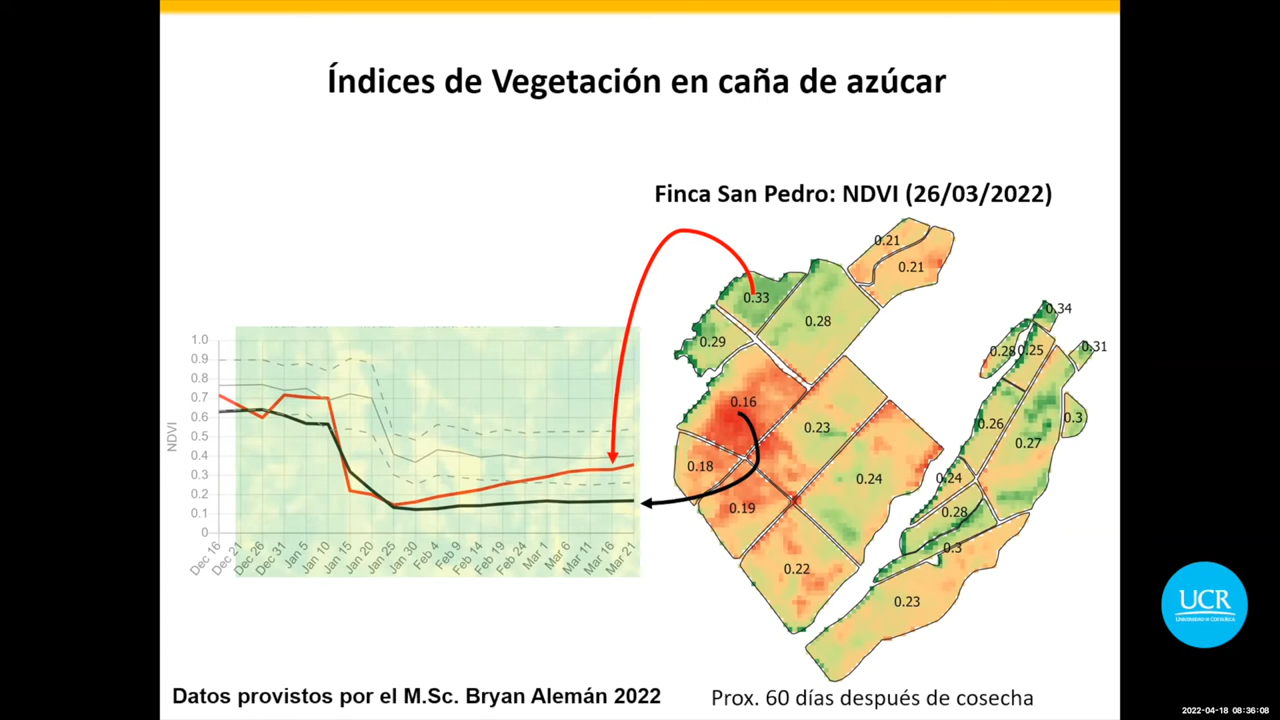 Índices de Vegetación en caña de azúcar
Finca San Pedro: NDVI (26/03/2022)
0.21
0.21
0.33
0.28
0.29
0.34
0.28
0.25
0.31
0.16
0.23
0.26
0.3
0.27
0.18
0.24
0.24
0.19
0.28
0.3
0.22
0.23
NDVI
1.0
0.9
0.8
0.7
0.6
0.5
0.4
0.3
0.2
0.1
0
Dec 16
Dec 21
Dec 26
Dec 31
Jan 5
Jan 10
Jan 15
Jan 20
Jan 25
Jan 30
Feb 4
Feb 9
Feb 14
Feb 19
Feb 24
Mar 1
Mar 6
Mar 11
Mar 16
Mar 21
UCR
UNIVERSIDAD DE COSTA RICA
Datos provistos por el M.Sc. Bryan Alemán 2022
Prox. 60 días después de cosecha
2022-04-18 08:36:08